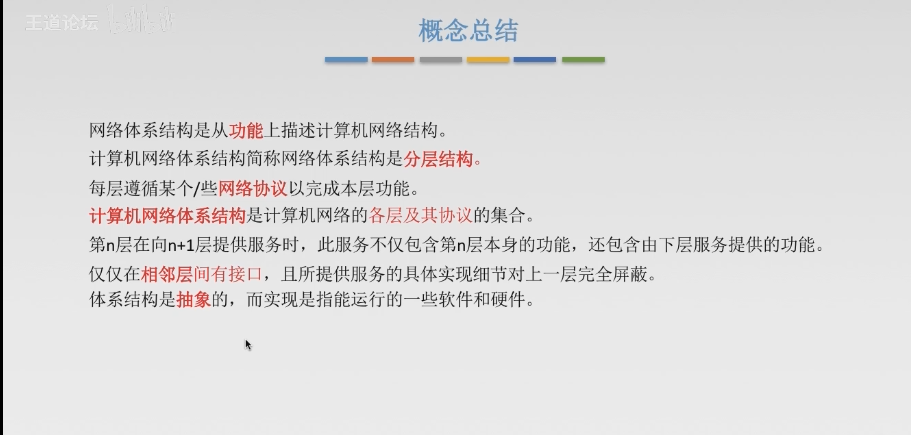 王道论坛
概念总结
网络体系结构是从功能上描述计算机网络结构。
计算机网络体系结构简称网络体系结构是分层结构。
每层遵循某个/些网络协议以完成本层功能。
计算机网络体系结构是计算机网络的各层及其协议的集合。
第n层在向n+1层提供服务时，此服务不仅包含第n层本身的功能，还包含由下层服务提供的功能。
仅仅在相邻层间有接口，且所提供服务的具体实现细节对上一层完全屏蔽。
体系结构是抽象的，而实现是指能运行的一些软件和硬件。